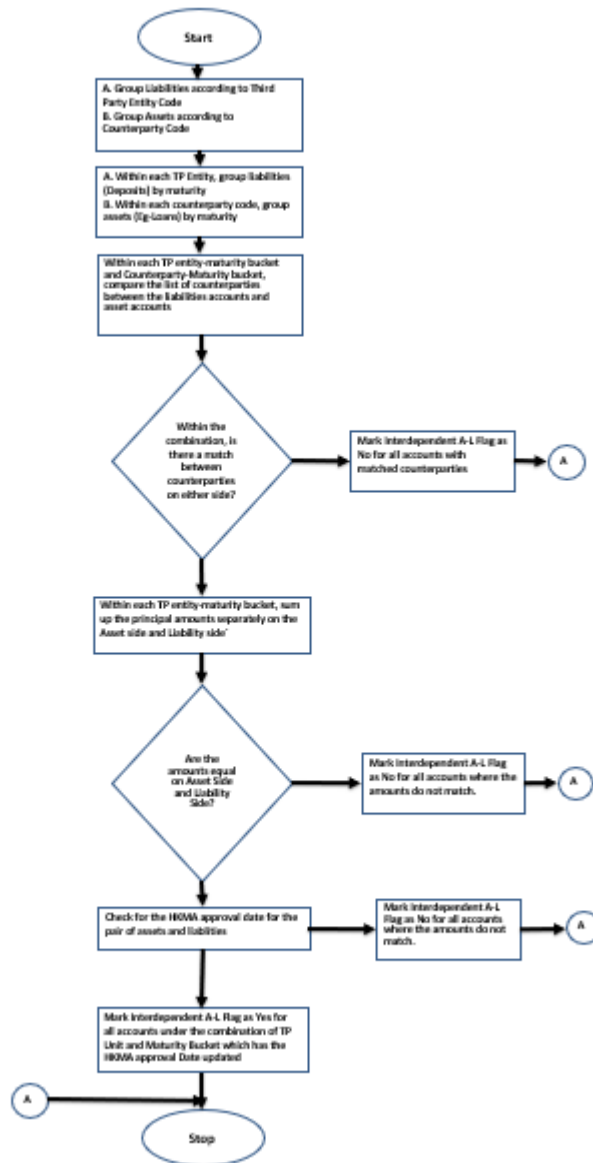 Start
A. Group Liabilities according to Third
Party Entity Code
B. Group Assets according to
Counterparty Code
A. Within each TP Entity, group liabilities
(Deposits) by maturity
B. Within each counterparty code, group
assets (Eg-Loans) by maturity
Within each TP entity-maturity bucket
and Counterparty-Maturity bucket,
compare the list of counterparties
between the liabilities accounts and
asset accounts
Within the
combination, is
there a match
between
counterparties
on either side?
Mark Interdependent A-L Flag as
No for all accounts with
matched counterparties
A
Within each TP entity-maturity bucket, sum
up the principal amounts separately on the
Asset side and Liability side'
Are the
amounts equal
on Asset Side
and Liability
Side?
Mark Interdependent A-L Flag
as No for all accounts where the
amounts do not match.
A
Check for the HKMA approval date for the
pair of assets and liablities
Mark Interdependent A-L
Flag as No for all accounts
where the amounts do not
match.
A
Mark Interdependent A-L Flag as Yes for
all accounts under the combination of TP
Unit and Maturity Bucket which has the
HKMA approval Date updated
A
Stop